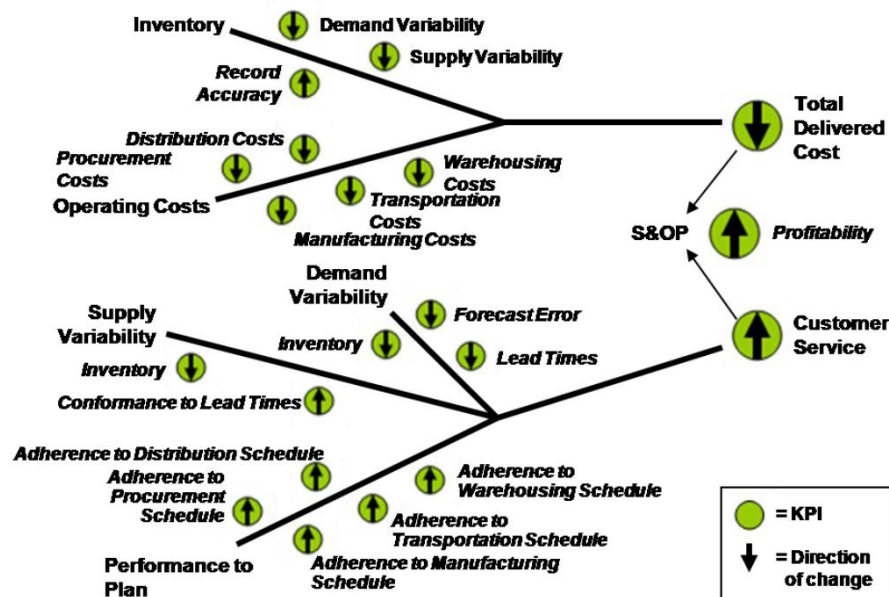 Inventory
Demand Variability
Supply Variability
Record
Accuracy
Total
Delivered
Cost
Distribution Costs
Procurement
Costs
Warehousing
Costs
Operating Costs
Transportation
Costs
Manufacturing Costs
S&OP
Profitability
Demand
Variability
Supply
Variability
Forecast Error
Inventory
Lead Times
Customer
Service
Inventory
Conformance to Lead Times
Adherence to Distribution Schedule
Adherence to
Procurement
Schedule
Adherence to
Warehousing Schedule
Adherence to
Transportation Schedule
Adherence to Manufacturing
Schedule
Performance to
Plan
= KPI
= Direction
of change